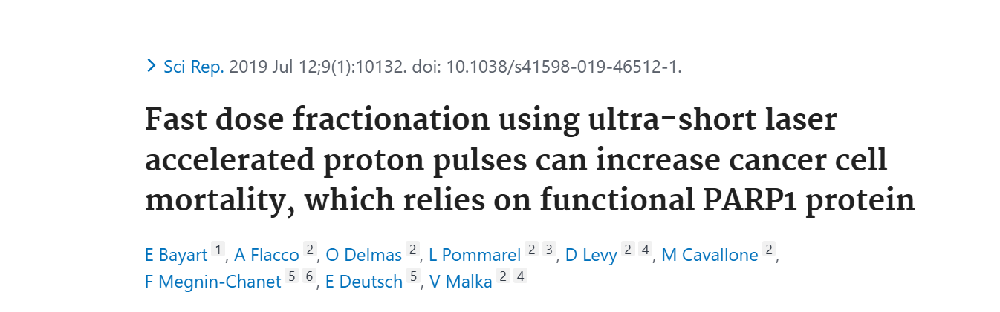 Sci Rep. 2019 Jul 12;9(1):10132. doi: 10.1038/s41598-019-46512-1.
Fast dose fractionation using ultra-short laser
accelerated proton pulses can increase cancer cell
mortality, which relies on functional PARP1 protein
E Bayart 1, A Flacco 2, O Delmas 2, L Pommarel 2 3, D Levy 2 4, M Cavallone 2,
F Megnin-Chanet 5 6, E Deutsch 5, V Malka 2 4